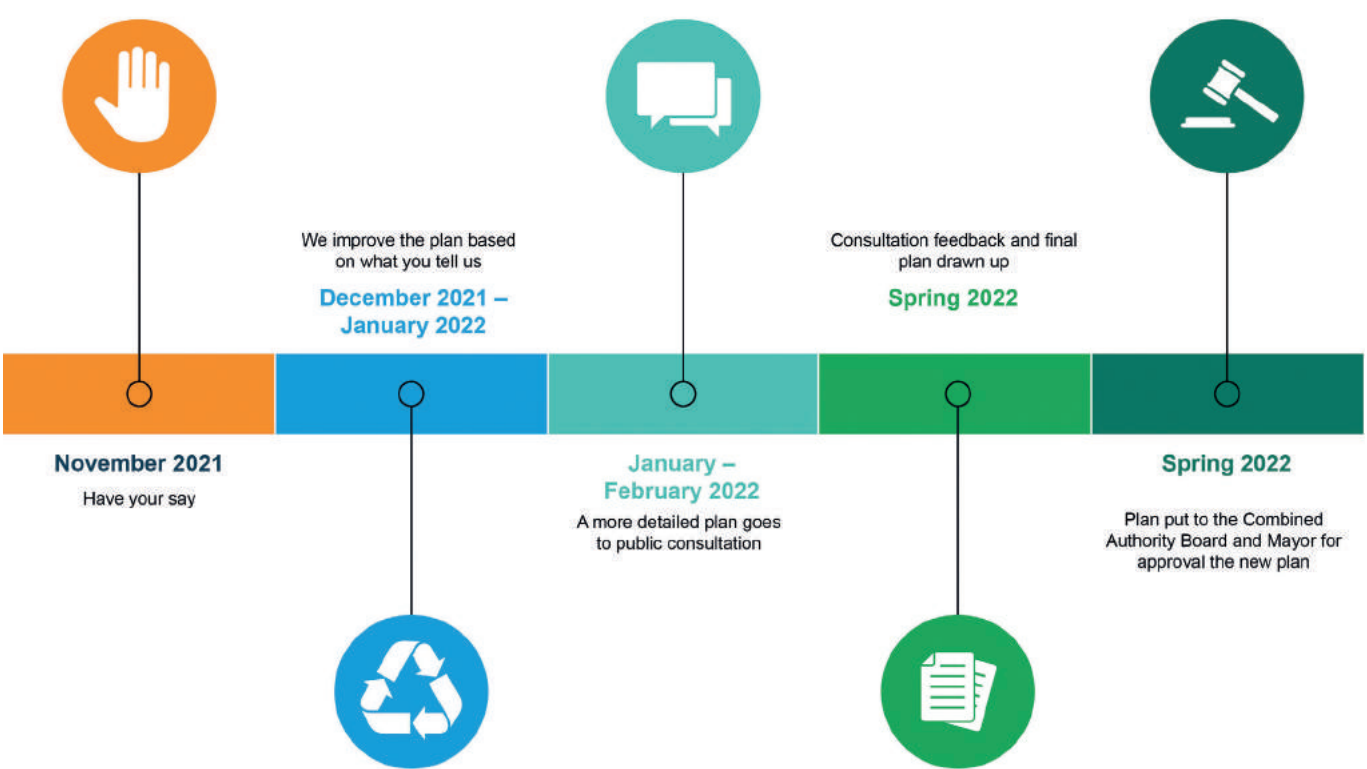 November 2021
Have your say
We improve the plan based
on what you tell us
December 2021 –
January 2022
January –
February 2022
A more detailed plan goes
to public consultation
Consultation feedback and final
plan drawn up
Spring 2022
Spring 2022
Plan put to the Combined
Authority Board and Mayor for
approval the new plan